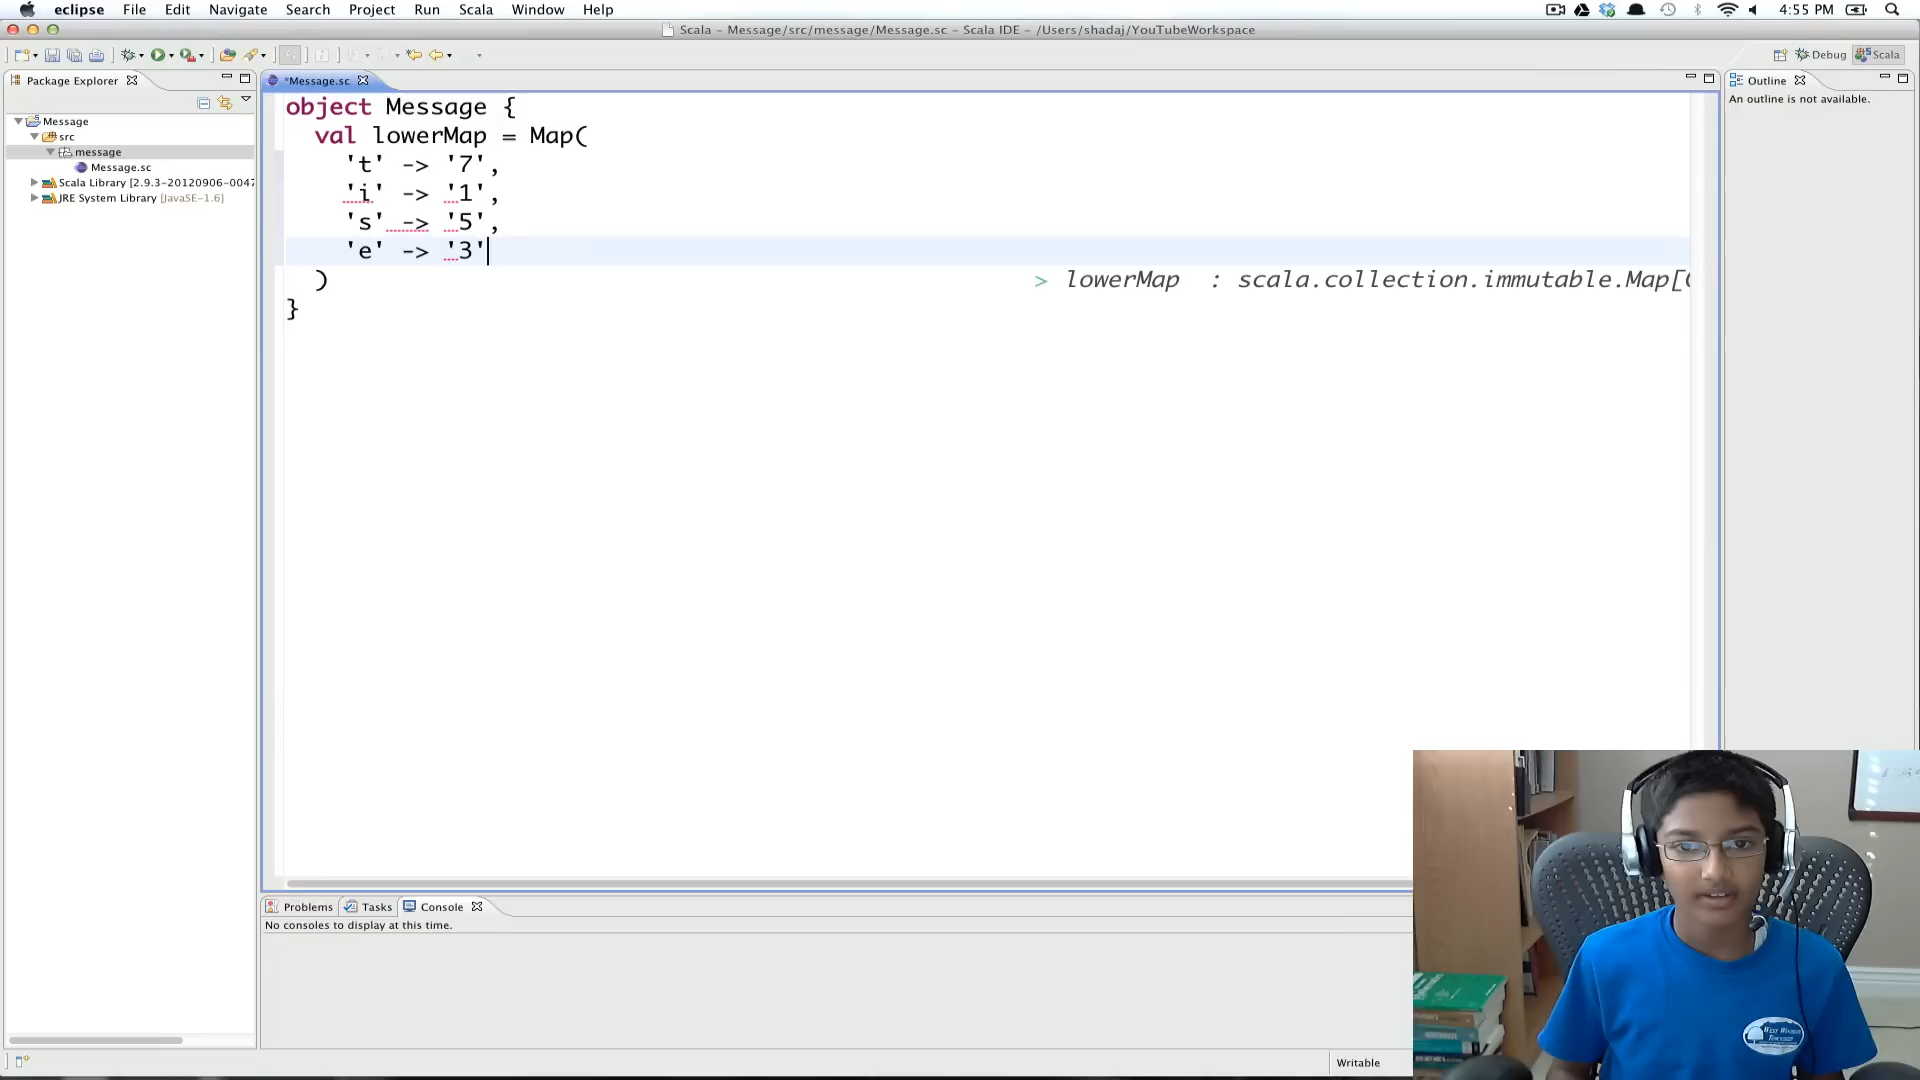 eclipse File Edit Navigate Search Project Run Scala Window Help 4:55 PM
Scala – Message/src/message/Message.sc – Scala IDE – /Users/shadaj/YouTubeWorkspace
Debug Scala
Package Explorer
Message
src
message
Message.sc
Scala Library [2.9.3-20120906-0047
JRE System Library [JavaSE-1.6]
*Message.sc
object Message {
val lowerMap = Map(
't' -> '7',
'i' -> '1',
's' -> '5',
'e' -> '3'
) > lowerMap : scala.collection.immutable.Map[C
}
Outline
An outline is not available.
Problems Tasks Console
No consoles to display at this time.
Writable
WEST WINDSOR
TOWNSHIP